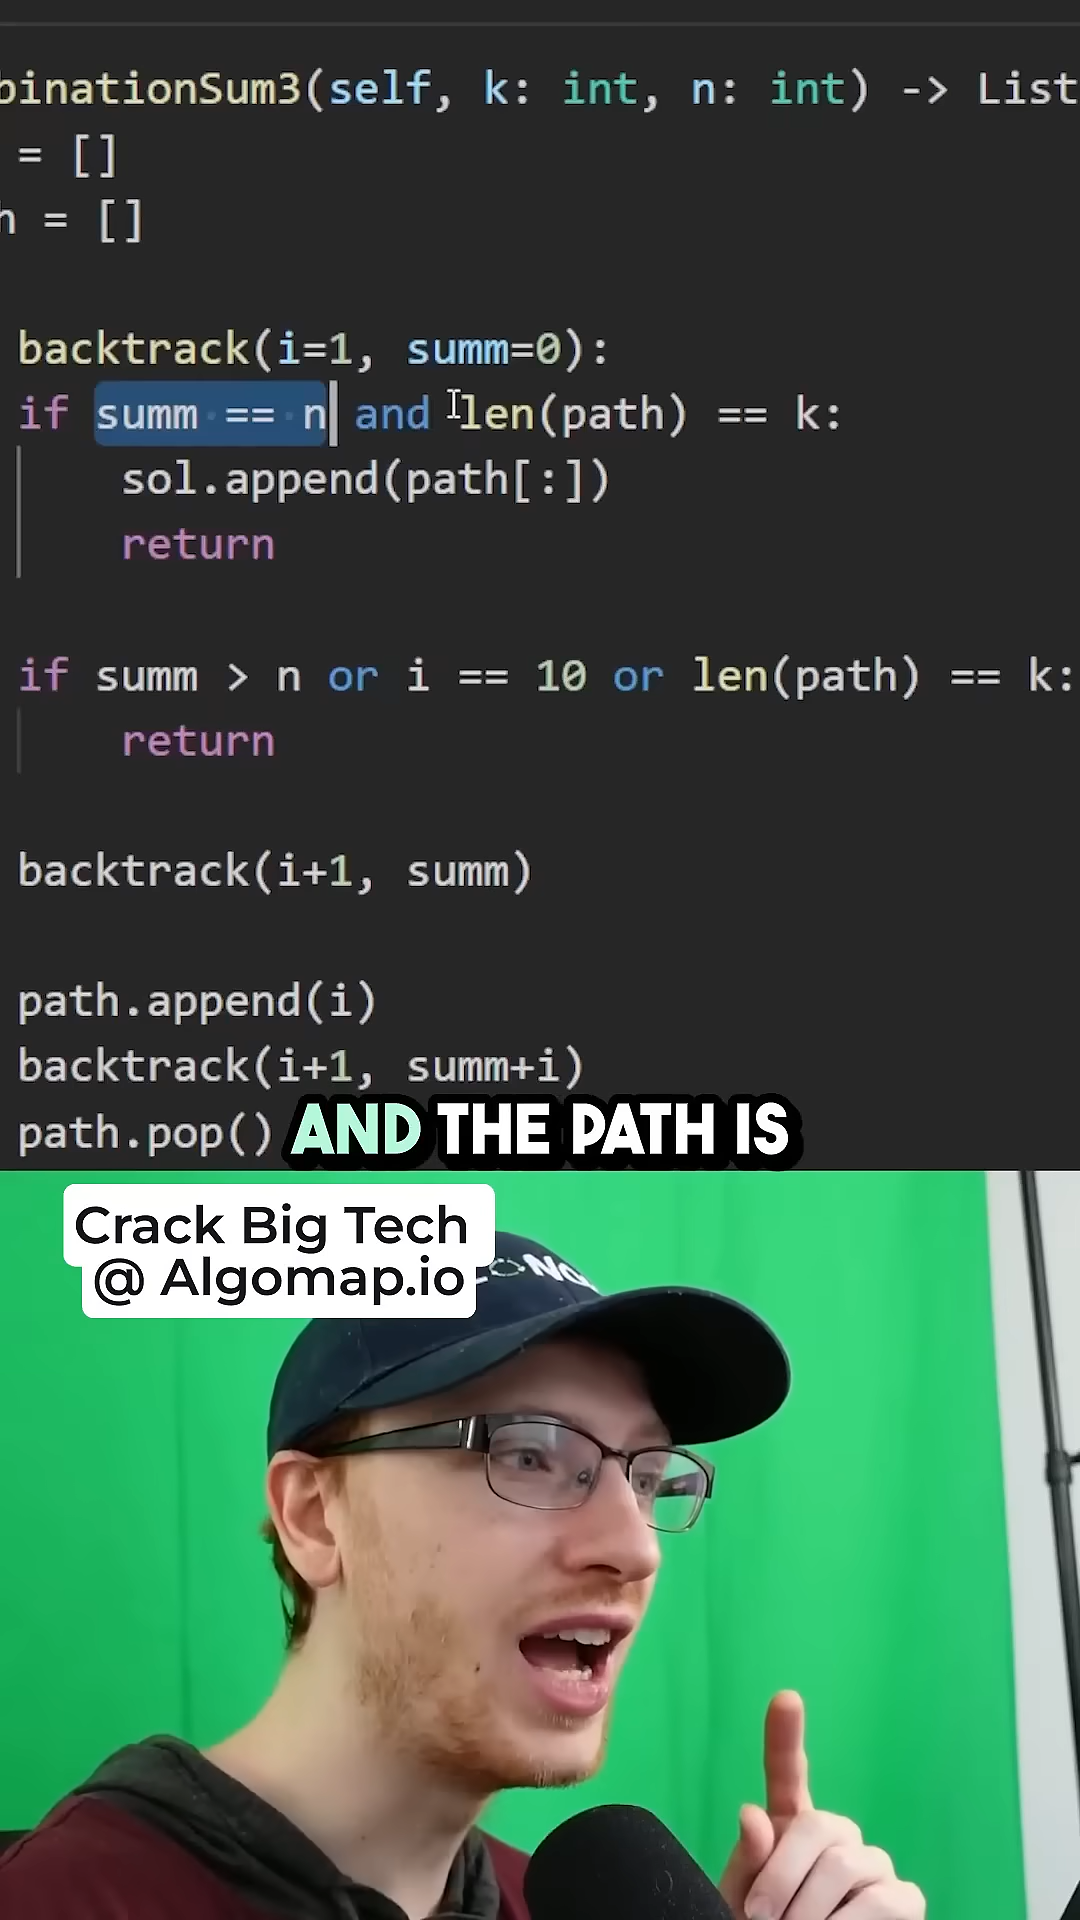 binationSum3(self, k: int, n: int) -> List
= []
h = []
backtrack(i=1, summ=0):
if summ == n and len(path) == k:
sol.append(path[:])
return
if summ > n or i == 10 or len(path) == k:
return
backtrack(i+1, summ)
path.append(i)
backtrack(i+1, summ+i)
path.pop()
AND THE PATH IS
Crack Big Tech
@ Algomap.io